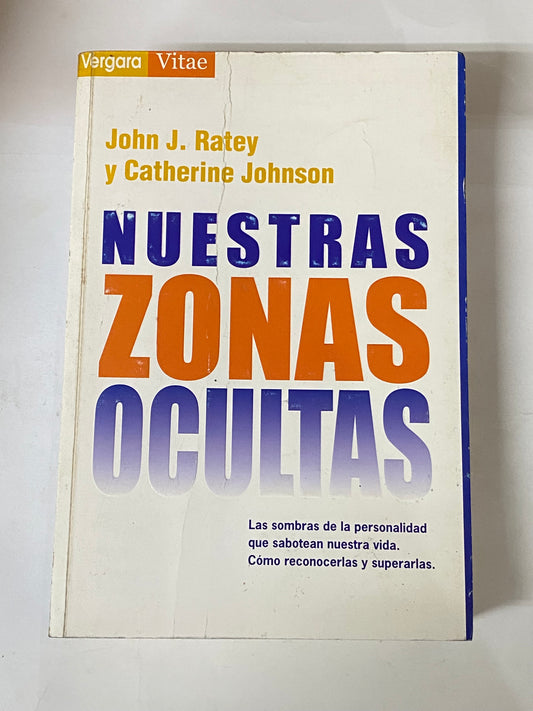 Vergara Vitae
John J. Ratey
y Catherine Johnson
NUESTRAS
ZONAS
OCULTAS
Las sombras de la personalidad
que sabotean nuestra vida.
Cómo reconocerlas y superarlas.